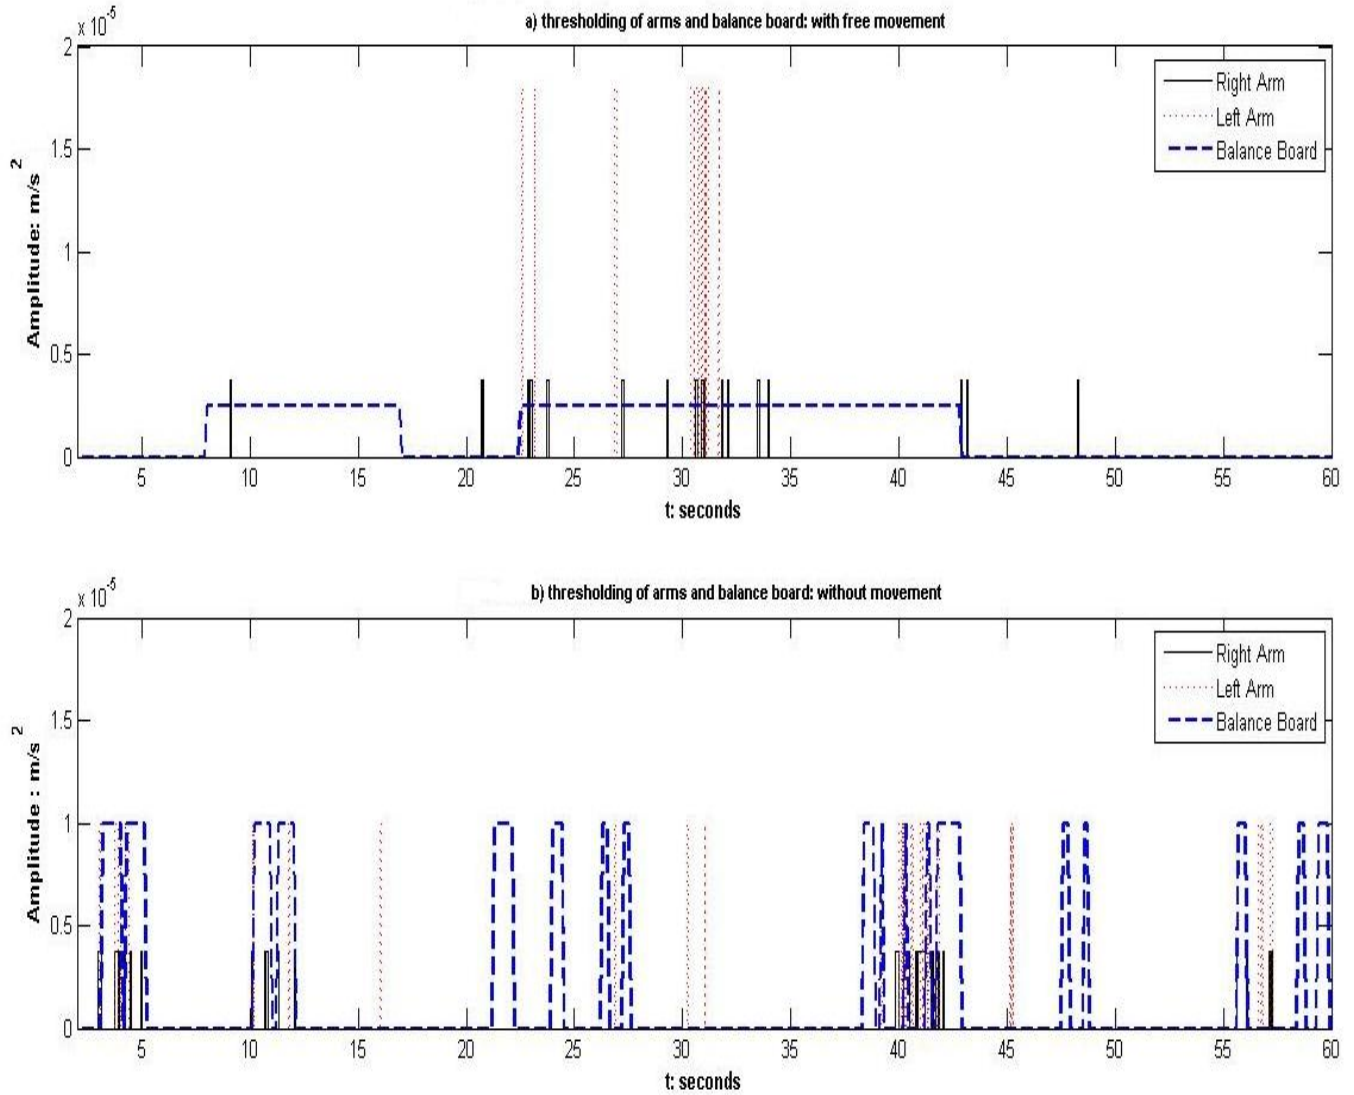 a) thresholding of arms and balance board: with free movement
x 10^-5
2
1.5
1
0.5
0
Amplitude: m/s^2
Right Arm
Left Arm
Balance Board
5 10 15 20 25 30 35 40 45 50 55 60
t: seconds
b) thresholding of arms and balance board: without movement
x 10^-5
2
1.5
1
0.5
0
Amplitude : m/s^2
Right Arm
Left Arm
Balance Board
5 10 15 20 25 30 35 40 45 50 55 60
t: seconds